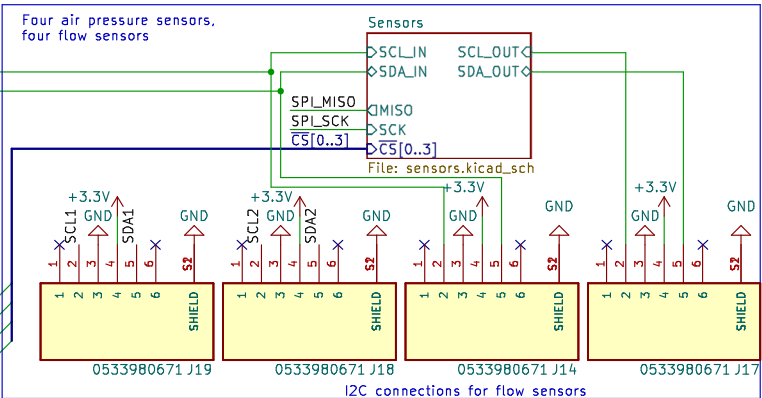 Four air pressure sensors,
four flow sensors
Sensors
SCL_IN SCL_OUT
SDA_IN SDA_OUT
SPI_MISO MISO
SPI_SCK SCK
CS[0..3] CS[0..3]
File: sensors.kicad_sch
+3.3V +3.3V +3.3V +3.3V
SCL1 GND SDA1 GND SCL2 GND SDA2 GND GND GND GND GND
1 2 3 4 5 6 S2 1 2 3 4 5 6 S2 1 2 3 4 5 6 S2 1 2 3 4 5 6 S2
1 2 3 4 5 6 SHIELD 1 2 3 4 5 6 SHIELD 1 2 3 4 5 6 SHIELD 1 2 3 4 5 6 SHIELD
0533980671 J19 0533980671 J18 0533980671 J14 0533980671 J17
I2C connections for flow sensors